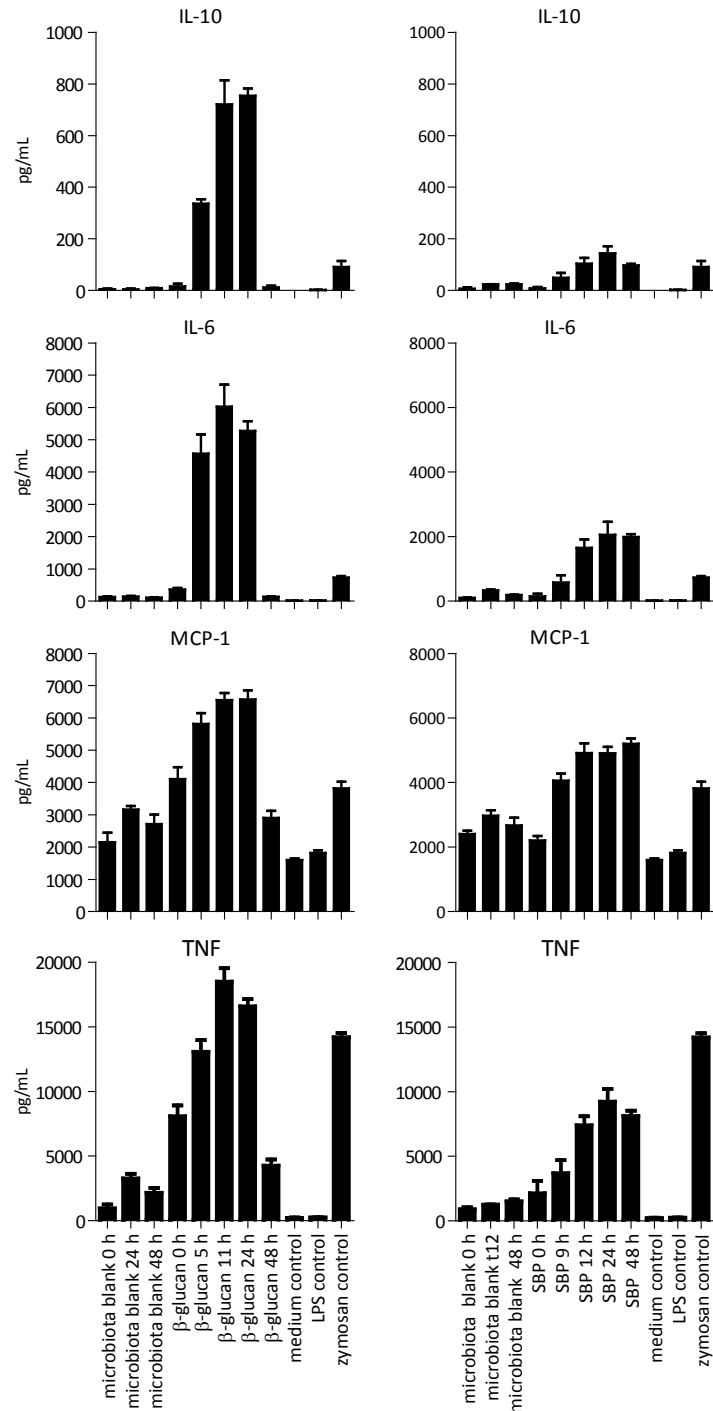 IL-10
1000
800
600
400
200
0
pg/mL
IL-10
1000
800
600
400
200
0
IL-6
8000
7000
6000
5000
4000
3000
2000
1000
0
pg/mL
IL-6
8000
6000
4000
2000
0
MCP-1
8000
7000
6000
5000
4000
3000
2000
1000
0
pg/mL
MCP-1
8000
6000
4000
2000
0
TNF
20000
15000
10000
5000
0
pg/mL
TNF
20000
15000
10000
5000
0
microbiota blank 0 h
microbiota blank 24 h
microbiota blank 48 h
β-glucan 0 h
β-glucan 5 h
β-glucan 11 h
β-glucan 24 h
β-glucan 48 h
medium control
LPS control
zymosan control
microbiota blank 0 h
microbiota blank t12
microbiota blank 48 h
SBP 0 h
SBP 9 h
SBP 12 h
SBP 24 h
SBP 48 h
medium control
LPS control
zymosan control